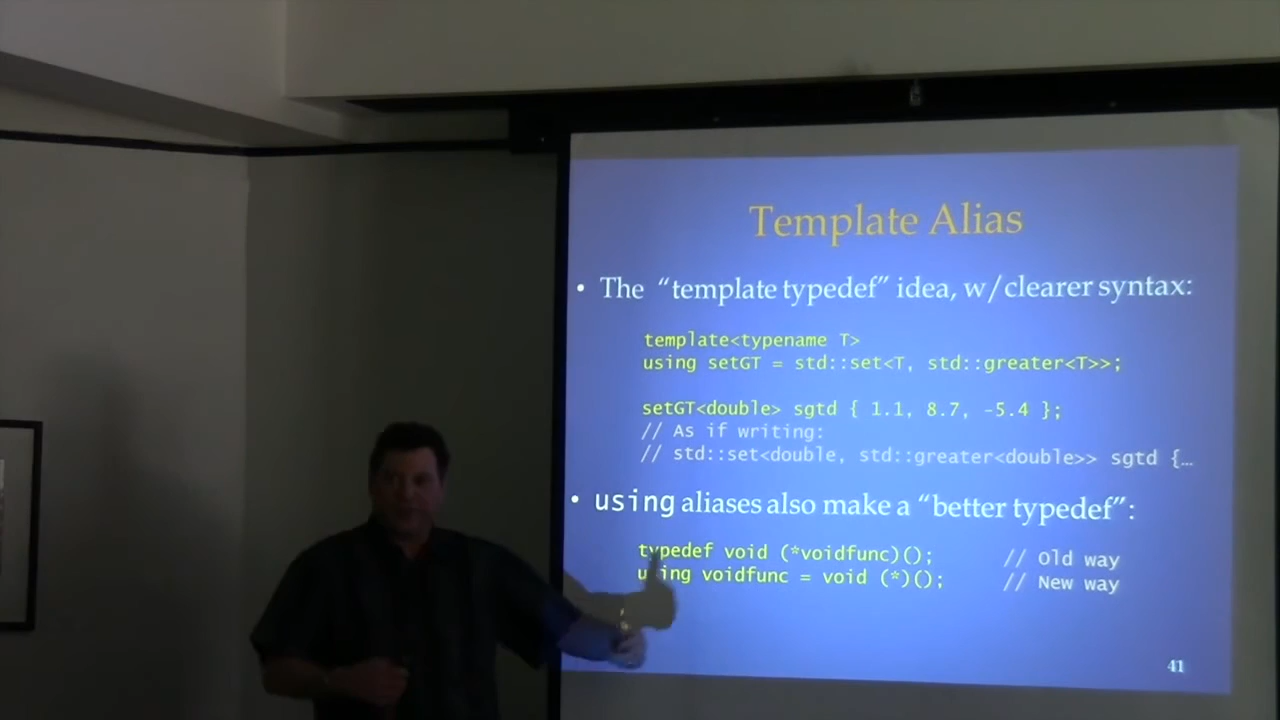 Template Alias
• The “template typedef” idea, w/clearer syntax:
template<typename T>
using setGT = std::set<T, std::greater<T>>;
setGT<double> sgtd { 1.1, 8.7, -5.4 };
// As if writing:
// std::set<double, std::greater<double>> sgtd {…
• using aliases also make a “better typedef”:
typedef void (*voidfunc)(); // Old way
using voidfunc = void (*)(); // New way
41